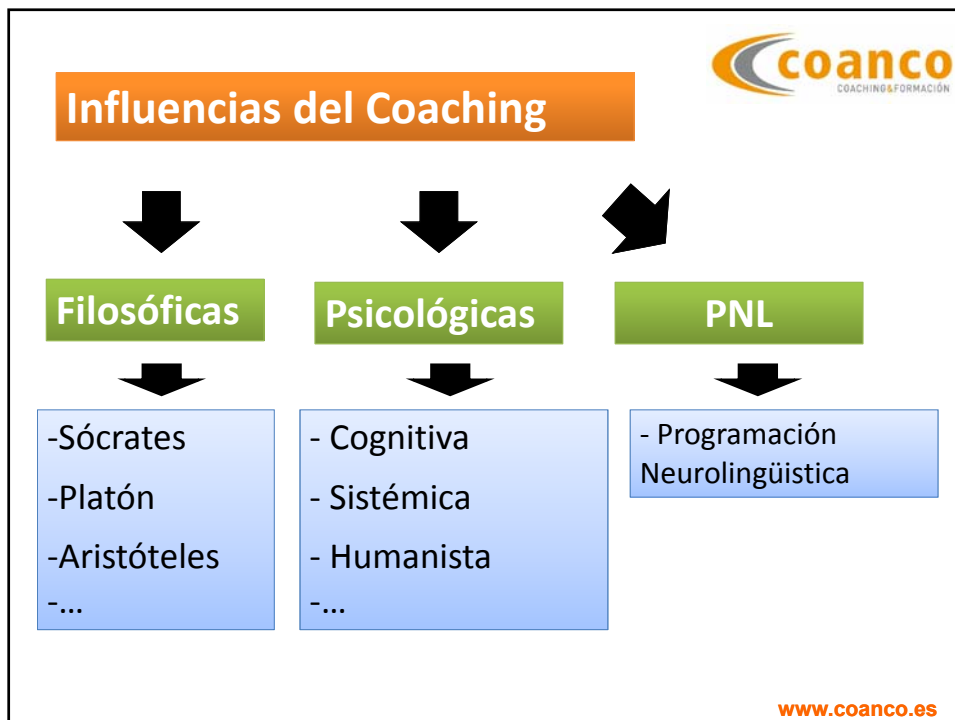 coanco
COACHING&FORMACIÓN
Influencias del Coaching
Filosóficas
Psicológicas
PNL
-Sócrates
-Platón
-Aristóteles
-...
- Cognitiva
- Sistémica
- Humanista
-...
- Programación
Neurolingüistica
www.coanco.es